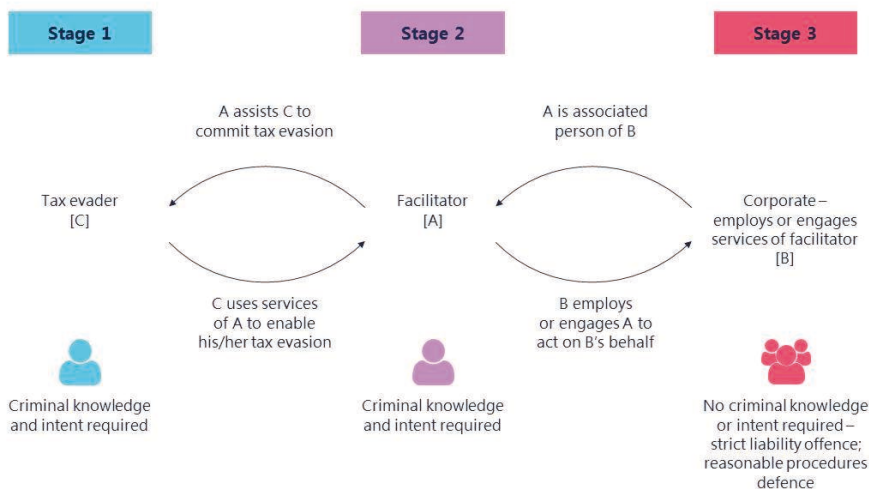 Stage 1
Stage 2
Stage 3
A assists C to
commit tax evasion
A is associated
person of B
Tax evader
[C]
Facilitator
[A]
Corporate –
employs or engages
services of facilitator
[B]
C uses services
of A to enable
his/her tax evasion
B employs
or engages A to
act on B's behalf
Criminal knowledge
and intent required
Criminal knowledge
and intent required
No criminal knowledge
or intent required –
strict liability offence;
reasonable procedures
defence